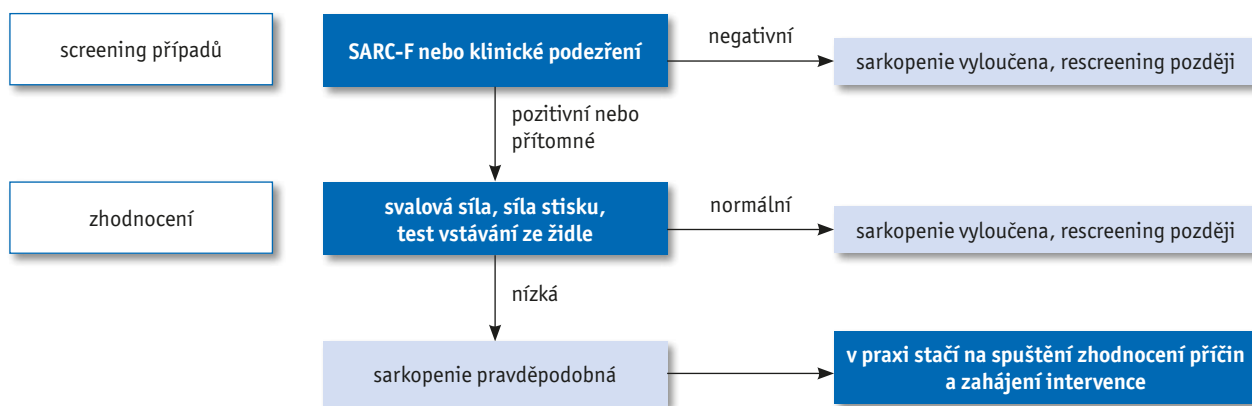 screening případů
SARC-F nebo klinické podezření
negativní
sarkopenie vyloučena, rescreening později
pozitivní nebo
přítomné
zhodnocení
svalová síla, síla stisku,
test vstávání ze židle
normální
sarkopenie vyloučena, rescreening později
nízká
sarkopenie pravděpodobná
v praxi stačí na spuštění zhodnocení příčin
a zahájení intervence